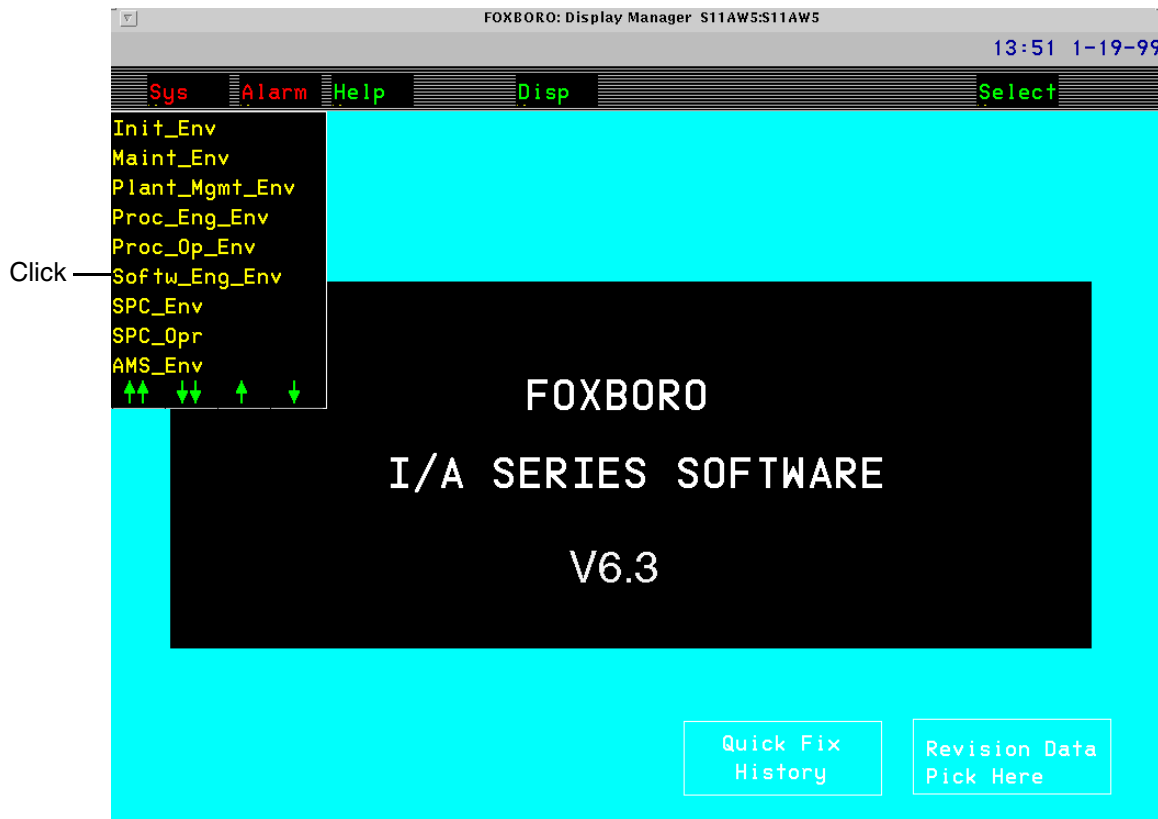 FOXBORO: Display Manager S11AW5:S11AW5
13:51 1-19-99
Sys Alarm Help Disp Select
Init_Env
Maint_Env
Plant_Mgmt_Env
Proc_Eng_Env
Proc_Op_Env
Click
Softw_Eng_Env
SPC_Env
SPC_Opr
AMS_Env
FOXBORO
I/A SERIES SOFTWARE
V6.3
Quick Fix
History
Revision Data
Pick Here